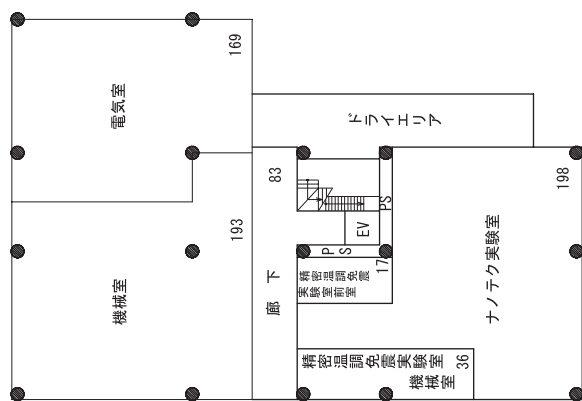 電気室
169
ドライエリア
機械室
193
廊下
83
PS
EV
PS
精密温調免震
実験室前室
17
ナノテク実験室
198
精密温調免震実験室
機械室
36